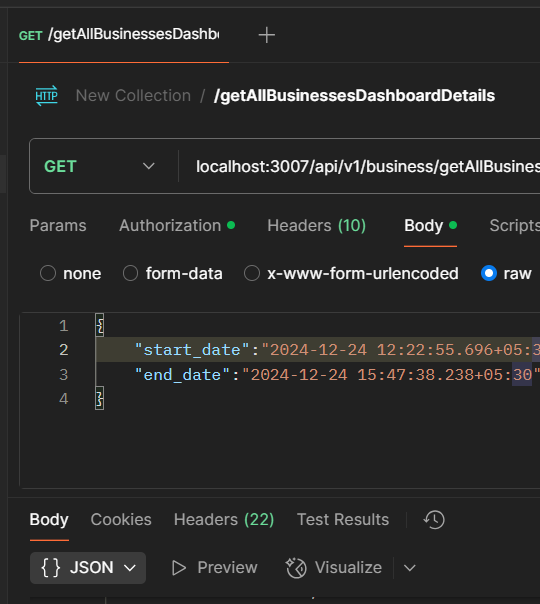 GET /getAllBusinessesDashb
HTTP New Collection / /getAllBusinessesDashboardDetails
GET localhost:3007/api/v1/business/getAllBusines
Params Authorization Headers (10) Body Scripts
none form-data x-www-form-urlencoded raw
1 {
2 "start_date":"2024-12-24 12:22:55.696+05:3
3 "end_date":"2024-12-24 15:47:38.238+05:30"
4 }
Body Cookies Headers (22) Test Results
{} JSON Preview Visualize